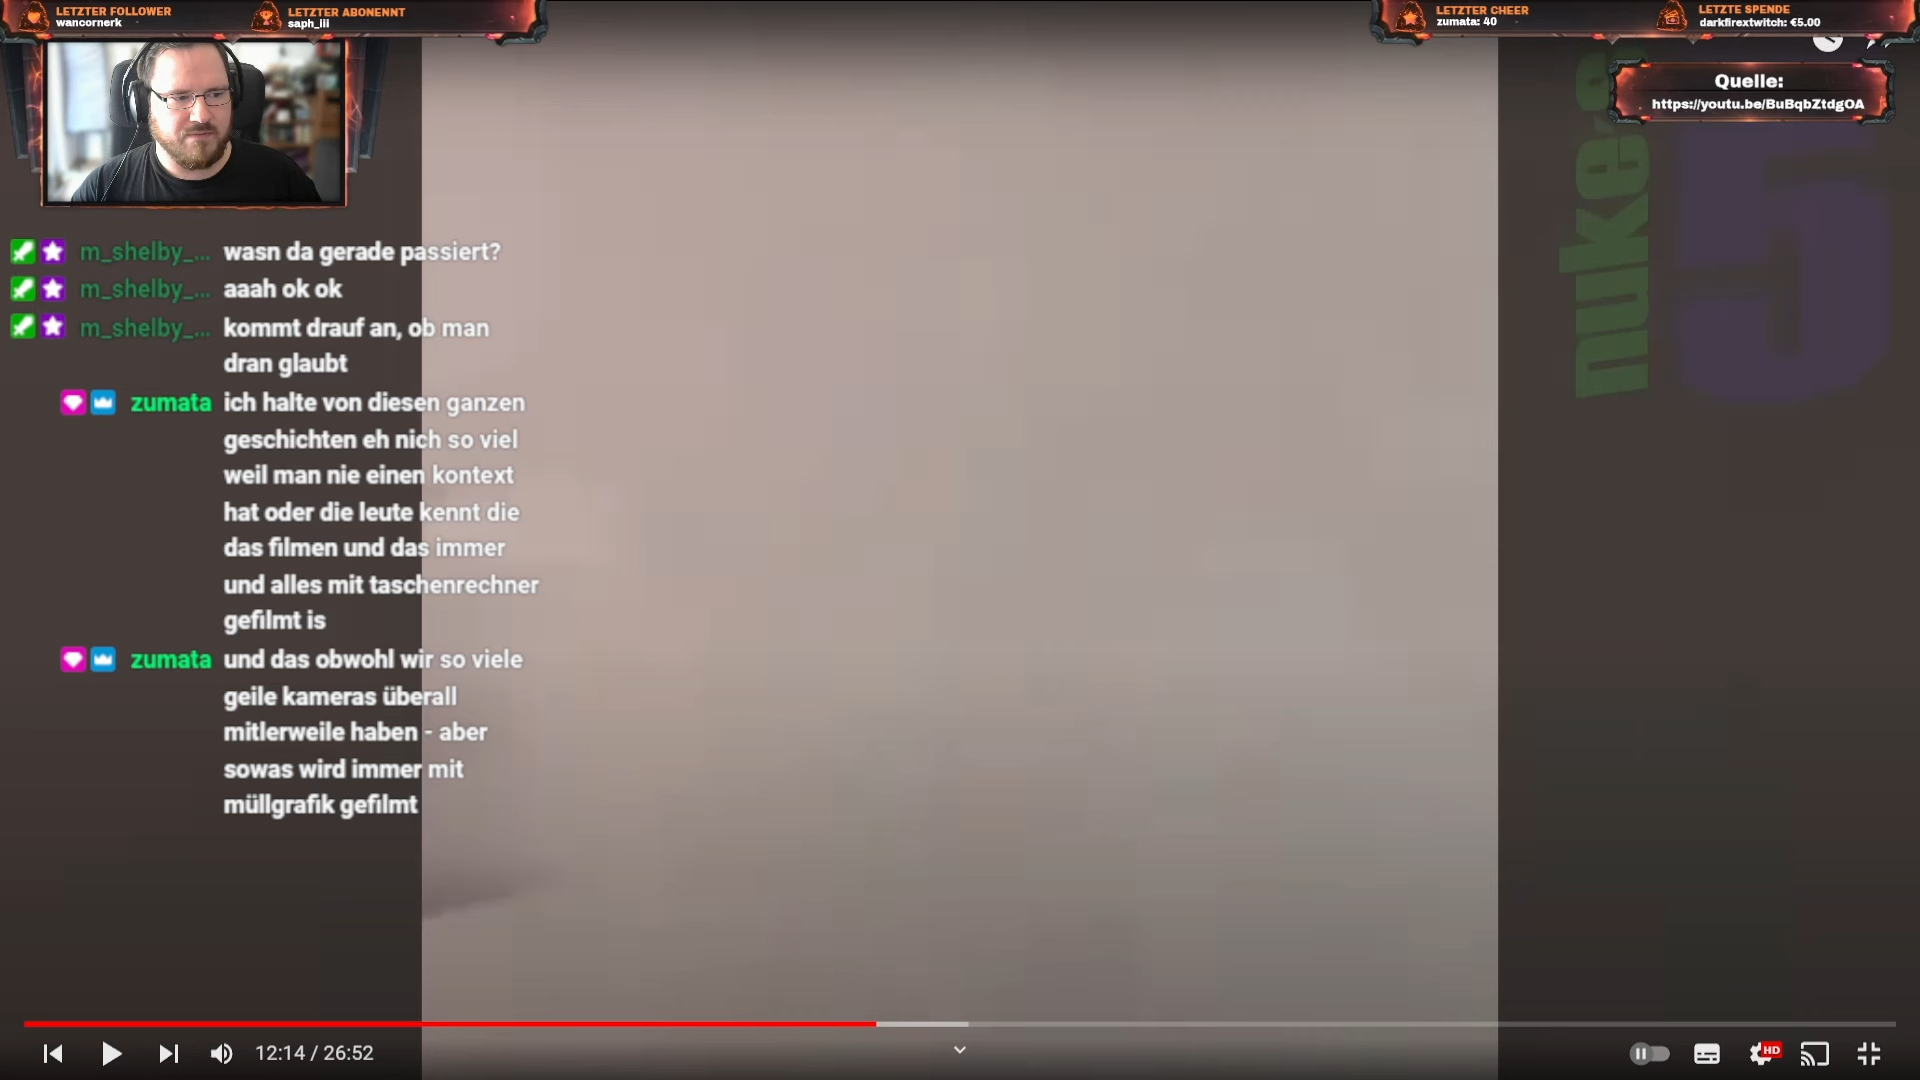 LETZTER FOLLOWER
wancornerk
LETZTER ABONENNT
saph_iii
LETZTER CHEER
zumata: 40
LETZTE SPENDE
darkfirextwitch: €5.00
Quelle:
https://youtu.be/BuBqbZtdgOA
m_shelby_... wasn da gerade passiert?
m_shelby_... aaah ok ok
m_shelby_... kommt drauf an, ob man
dran glaubt
zumata ich halte von diesen ganzen
geschichten eh nich so viel
weil man nie einen kontext
hat oder die leute kennt die
das filmen und das immer
und alles mit taschenrechner
gefilmt is
zumata und das obwohl wir so viele
geile kameras überall
mitlerweile haben - aber
sowas wird immer mit
müllgrafik gefilmt
5
12:14 / 26:52
HD